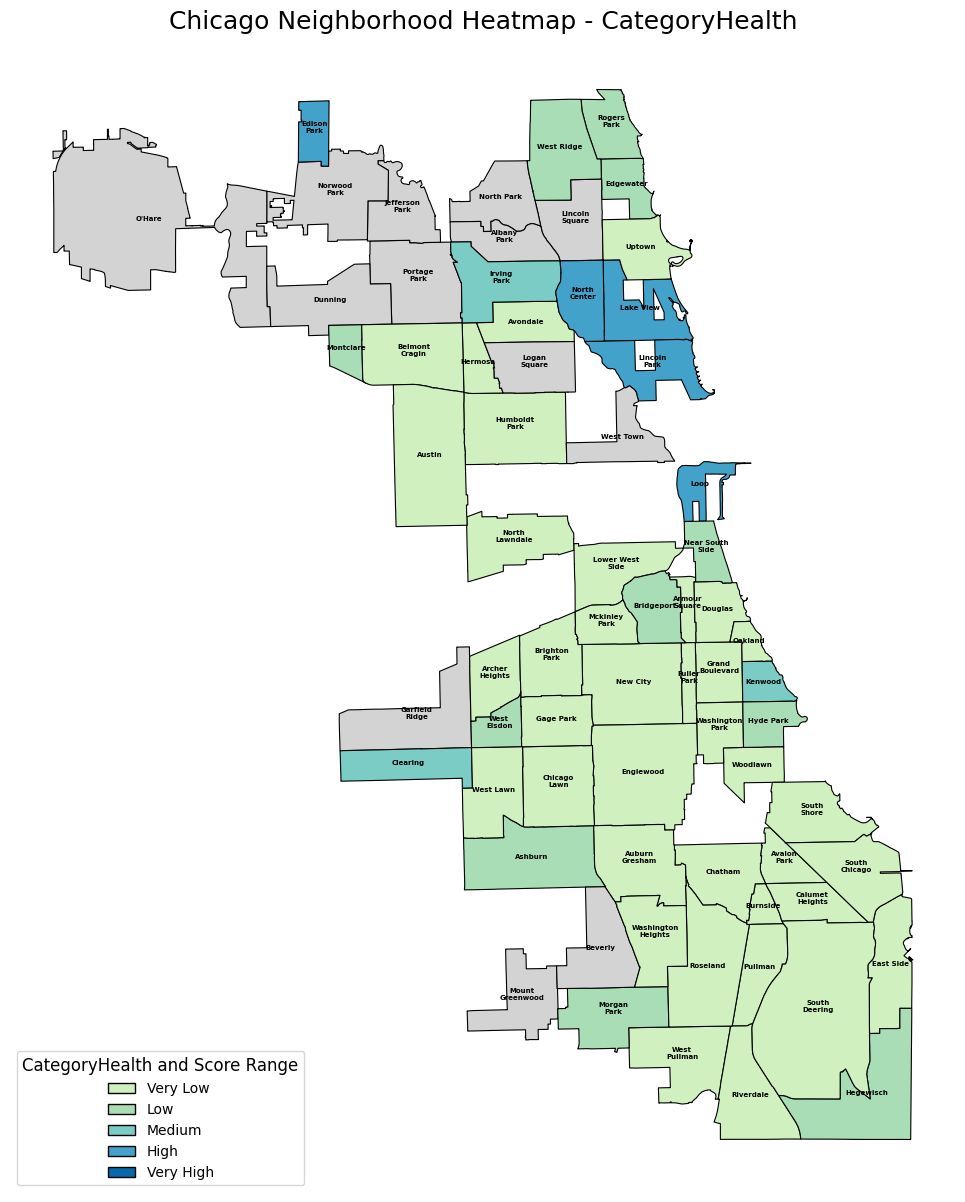 Chicago Neighborhood Heatmap - CategoryHealth
Edison
Park
Rogers
Park
West Ridge
Edgewater
Norwood
Park
Jefferson
Park
North Park
O'Hare
Lincoln
Square
Albany
Park
Uptown
Portage
Park
Irving
Park
North
Center
Dunning
Lake View
Avondale
Montclare
Belmont
Cragin
Hermosa
Logan
Square
Lincoln
Park
Humboldt
Park
West Town
Austin
Loop
North
Lawndale
Near South
Side
Lower West
Side
Bridgeport
Armour
Square
Douglas
Mckinley
Park
Oakland
Brighton
Park
Archer
Heights
New City
Fuller
Park
Grand
Boulevard
Kenwood
Garfield
Ridge
West
Elsdon
Gage Park
Washington
Park
Hyde Park
Clearing
Woodlawn
West Lawn
Chicago
Lawn
Englewood
South
Shore
Ashburn
Auburn
Gresham
Chatham
Avalon
Park
South
Chicago
Burnside
Calumet
Heights
Washington
Heights
Beverly
Roseland
Pullman
East Side
Mount
Greenwood
Morgan
Park
South
Deering
West
Pullman
Riverdale
Hegewisch
CategoryHealth and Score Range
Very Low
Low
Medium
High
Very High